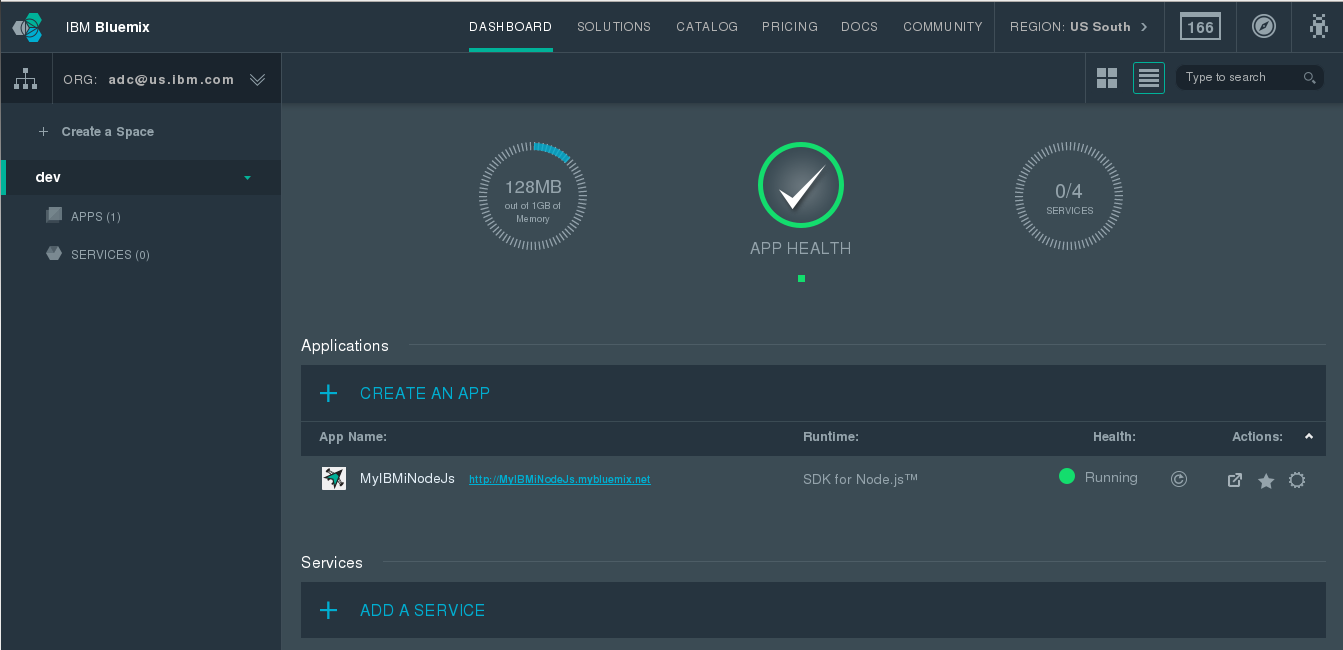 IBM Bluemix
DASHBOARD SOLUTIONS CATALOG PRICING DOCS COMMUNITY REGION: US South 166
ORG: adc@us.ibm.com
Type to search
Create a Space
dev
APPS (1)
SERVICES (0)
128MB
out of 1GB of
Memory
APP HEALTH
0/4
SERVICES
Applications
CREATE AN APP
App Name: Runtime: Health: Actions:
MyIBMiNodeJs http://MyIBMiNodeJs.mybluemix.net SDK for Node.js™ Running
Services
ADD A SERVICE